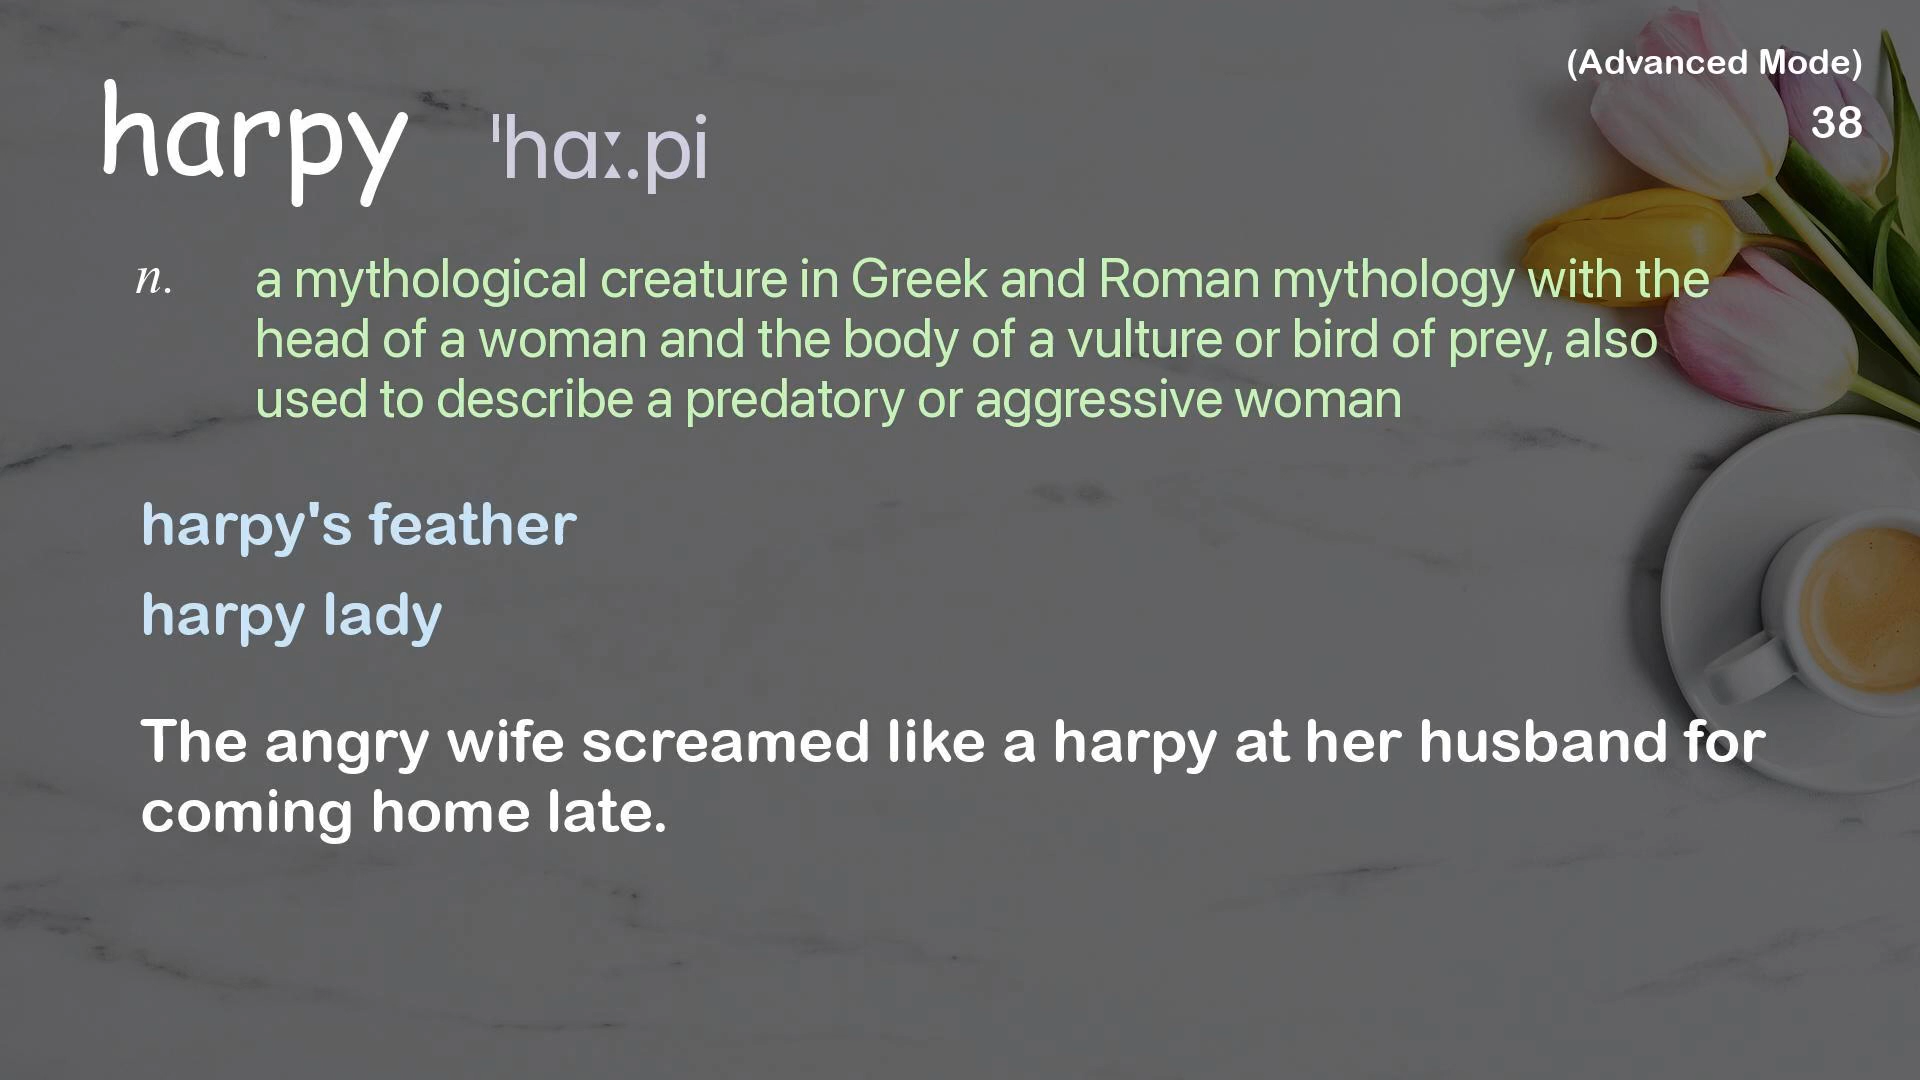 (Advanced Mode)
38
harpy ˈhɑː.pi
n. a mythological creature in Greek and Roman mythology with the
head of a woman and the body of a vulture or bird of prey, also
used to describe a predatory or aggressive woman
harpy's feather
harpy lady
The angry wife screamed like a harpy at her husband for
coming home late.